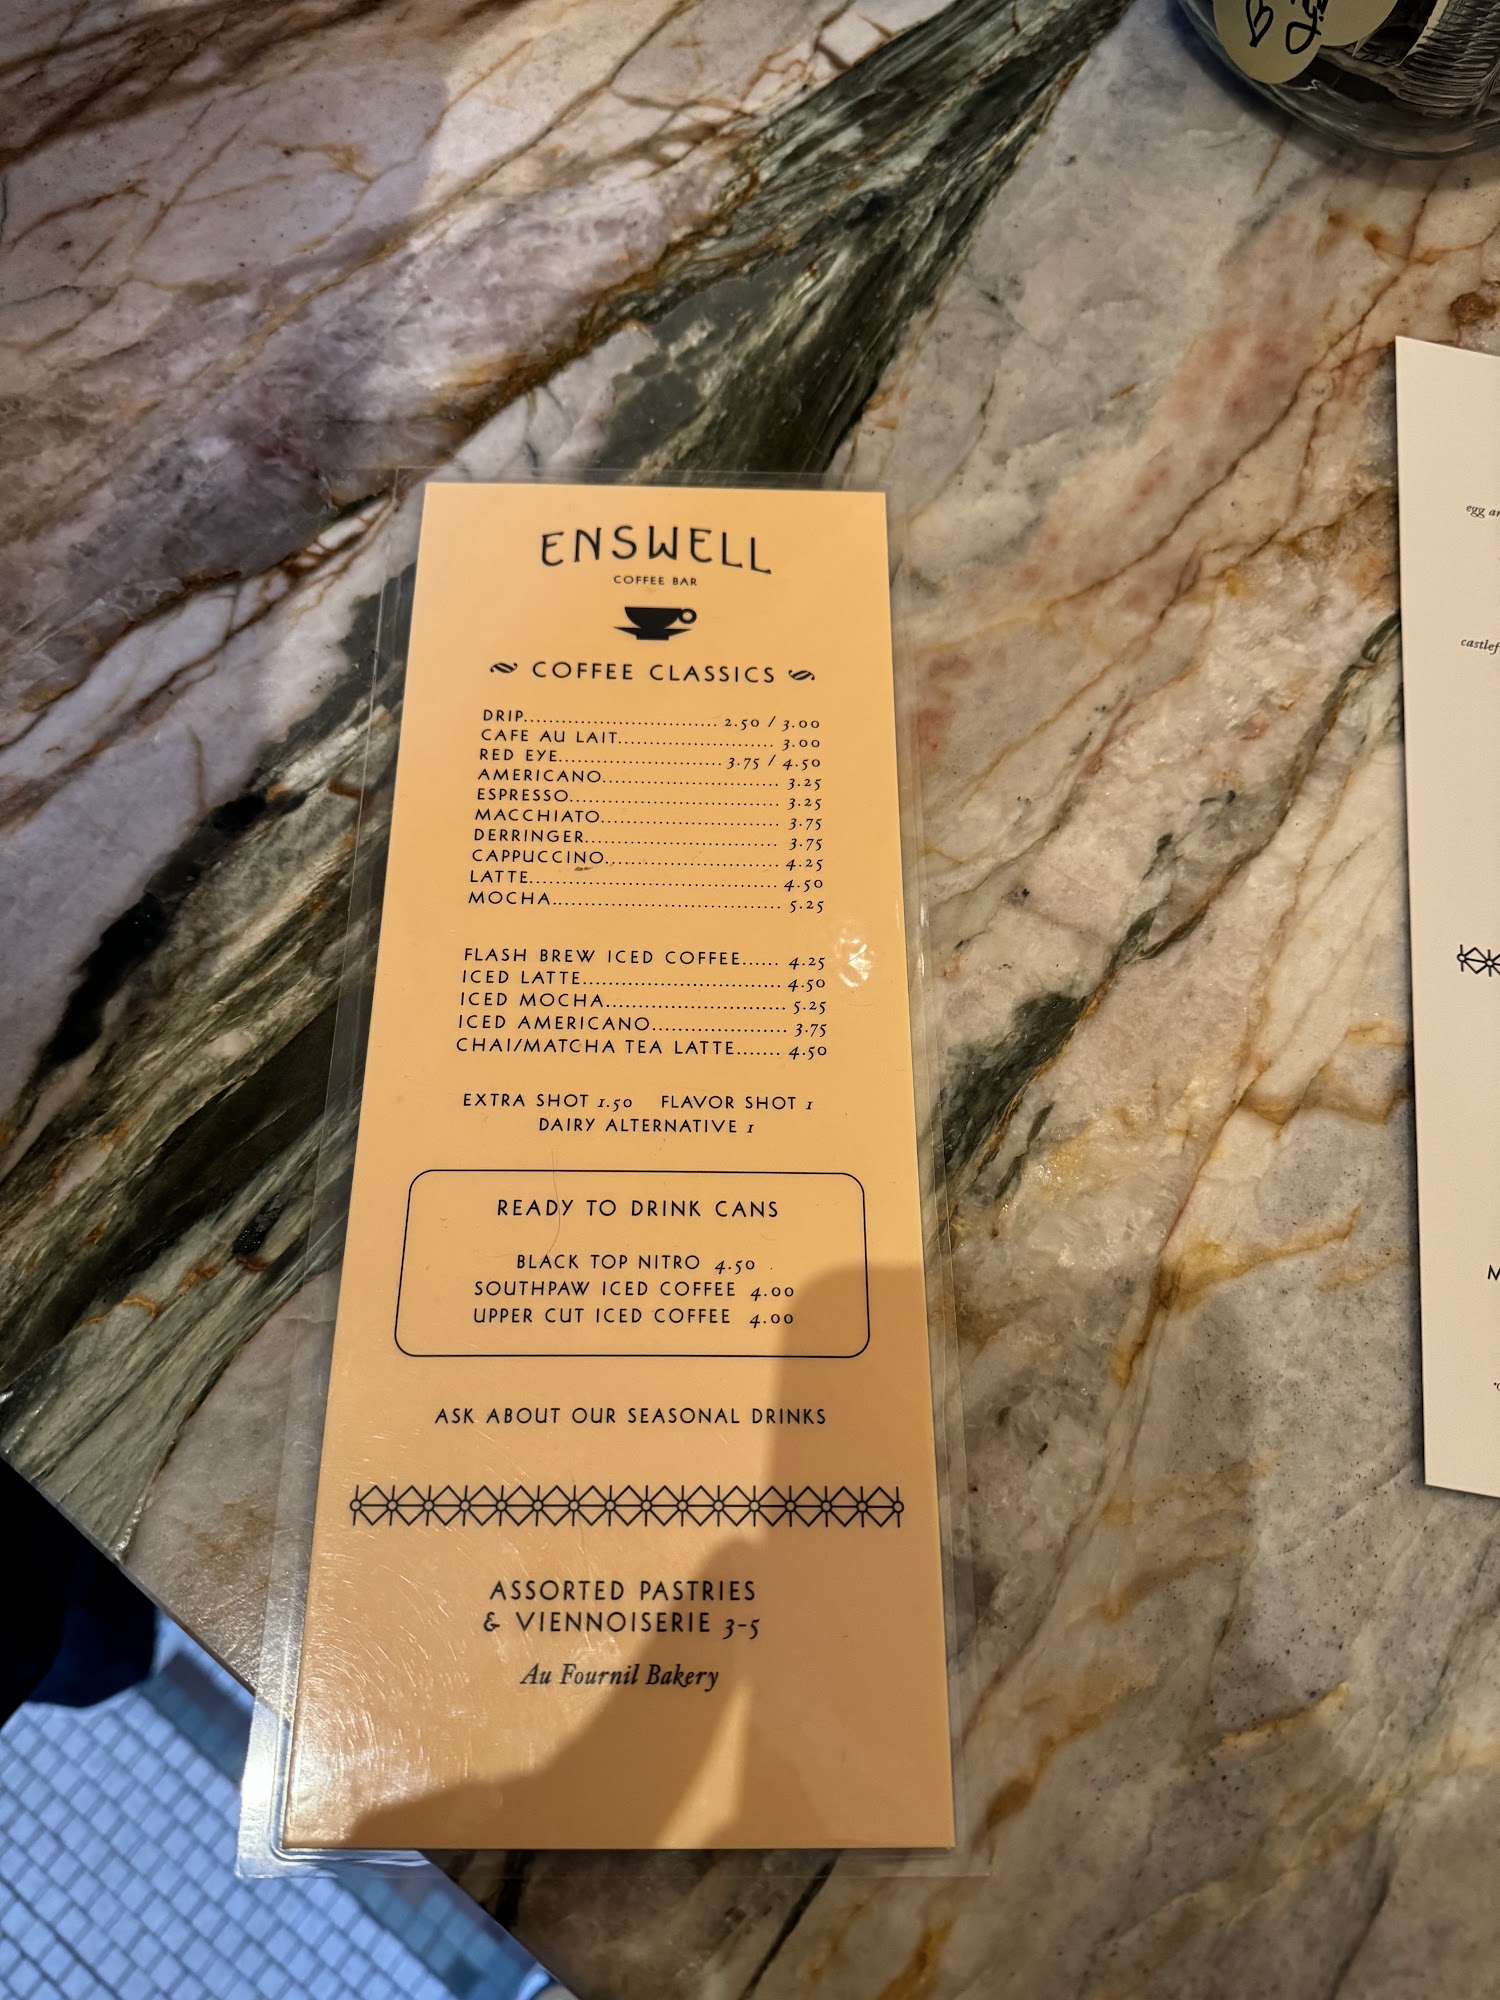 ENSWELL
COFFEE BAR
COFFEE CLASSICS
DRIP............................... 2.50 / 3.00
CAFE AU LAIT......................... 3.00
RED EYE.......................... 3.75 / 4.50
AMERICANO............................ 3.25
ESPRESSO................................. 3.25
MACCHIATO............................. 3.75
DERRINGER............................... 3.75
CAPPUCCINO............................ 4.25
LATTE........................................ 4.50
MOCHA..................................... 5.25
FLASH BREW ICED COFFEE...... 4.25
ICED LATTE................................ 4.50
ICED MOCHA............................. 5.25
ICED AMERICANO...................... 3.75
CHAI/MATCHA TEA LATTE....... 4.50
EXTRA SHOT 1.50 FLAVOR SHOT 1
DAIRY ALTERNATIVE 1
READY TO DRINK CANS
BLACK TOP NITRO 4.50
SOUTHPAW ICED COFFEE 4.00
UPPER CUT ICED COFFEE 4.00
ASK ABOUT OUR SEASONAL DRINKS
ASSORTED PASTRIES
& VIENNOISERIE 3-5
Au Fournil Bakery
egg